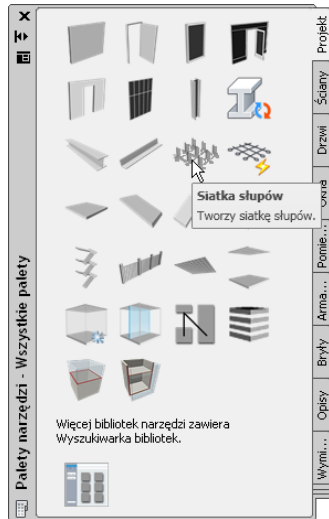 Projekt
Ściany
Drzwi
Okna
Pomie...
Arma...
Bryły
Opisy
Wymi...
Siatka słupów
Tworzy siatkę słupów.
Więcej bibliotek narzędzi zawiera
Wyszukiwarka bibliotek.
Palety narzędzi - Wszystkie palety